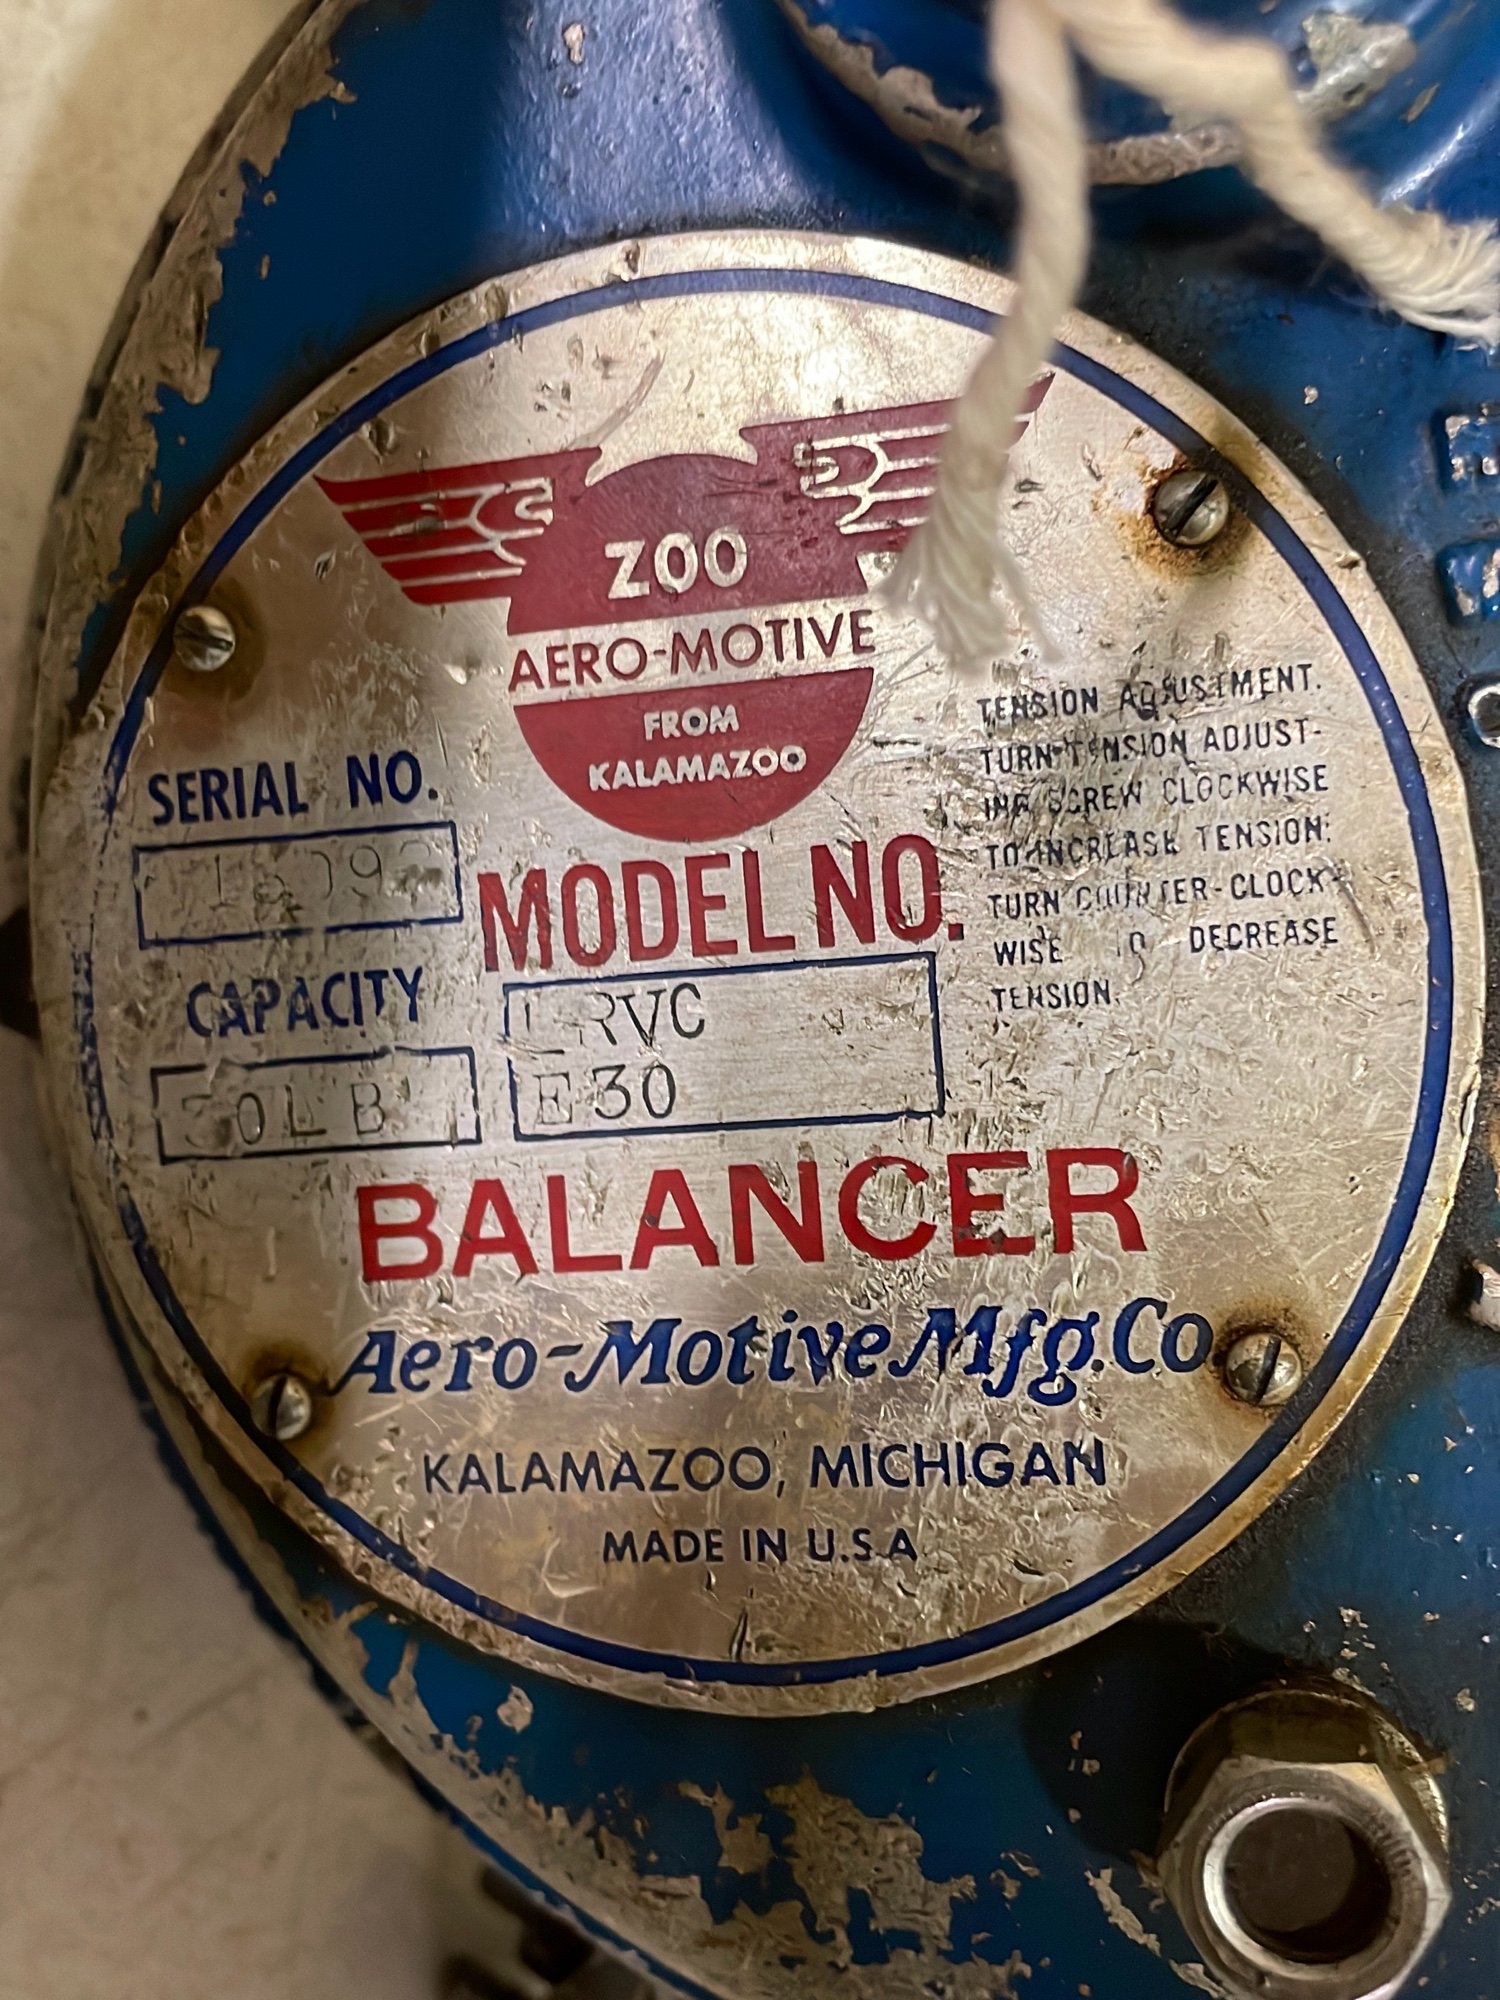 ZOO
AERO-MOTIVE
FROM
KALAMAZOO
SERIAL NO.
CAPACITY
MODEL NO.
E30
TENSION ADJUSTMENT.
TURN TENSION ADJUST-
ING SCREW CLOCKWISE
TO INCREASE TENSION:
TURN COUNTER-CLOCK-
WISE TO DECREASE
TENSION.
BALANCER
Aero-Motive Mfg. Co
KALAMAZOO, MICHIGAN
MADE IN U.S.A